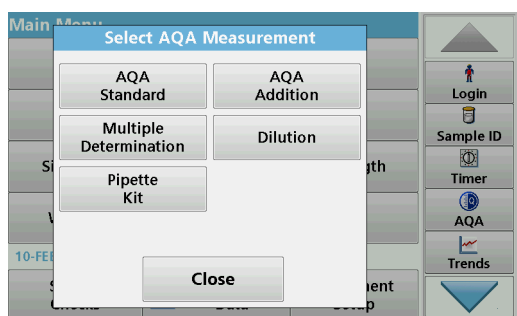 Main Menu
Select AQA Measurement
AQA
Standard
AQA
Addition
Multiple
Determination
Dilution
Pipette
Kit
Close
10-FEB
Login
Sample ID
Timer
AQA
Trends